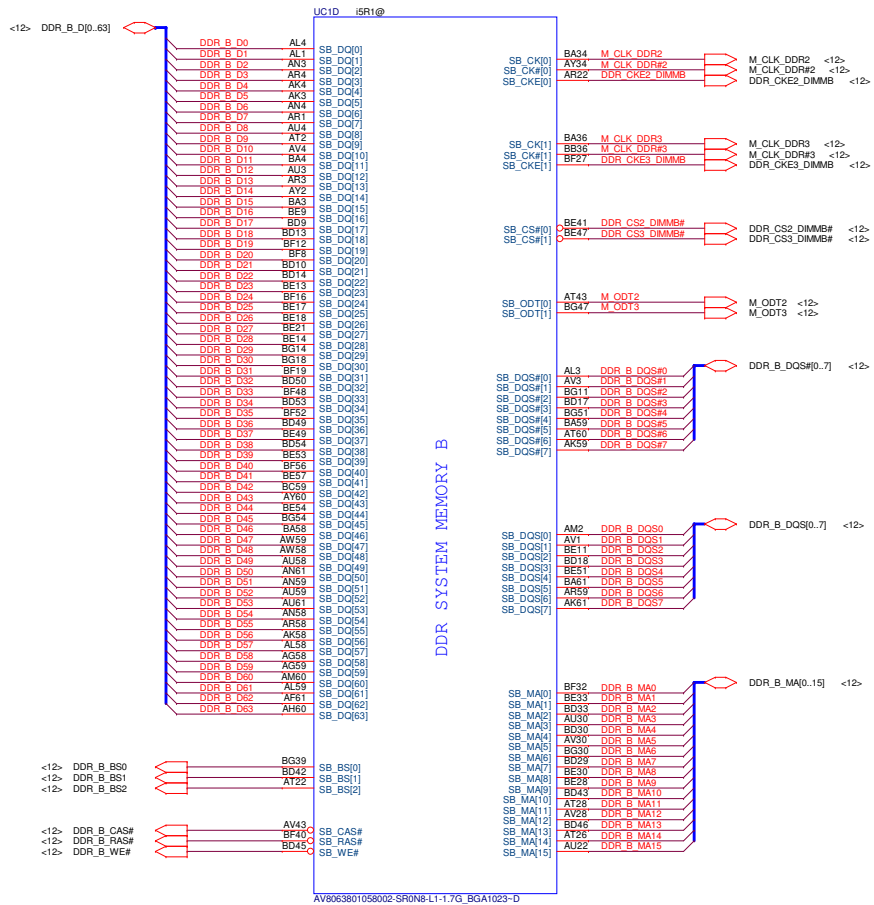 UC1D i5R1@
<12> DDR_B_D[0..63]
DDR_B_D0 AL4 SB_DQ[0]
DDR_B_D1 AL1 SB_DQ[1]
DDR_B_D2 AN3 SB_DQ[2]
DDR_B_D3 AR4 SB_DQ[3]
DDR_B_D4 AK4 SB_DQ[4]
DDR_B_D5 AK3 SB_DQ[5]
DDR_B_D6 AN4 SB_DQ[6]
DDR_B_D7 AR1 SB_DQ[7]
DDR_B_D8 AU4 SB_DQ[8]
DDR_B_D9 AT2 SB_DQ[9]
DDR_B_D10 AV4 SB_DQ[10]
DDR_B_D11 BA4 SB_DQ[11]
DDR_B_D12 AU3 SB_DQ[12]
DDR_B_D13 AR3 SB_DQ[13]
DDR_B_D14 AY2 SB_DQ[14]
DDR_B_D15 BA3 SB_DQ[15]
DDR_B_D16 BE9 SB_DQ[16]
DDR_B_D17 BD9 SB_DQ[17]
DDR_B_D18 BD13 SB_DQ[18]
DDR_B_D19 BF12 SB_DQ[19]
DDR_B_D20 BF8 SB_DQ[20]
DDR_B_D21 BD10 SB_DQ[21]
DDR_B_D22 BD14 SB_DQ[22]
DDR_B_D23 BE13 SB_DQ[23]
DDR_B_D24 BF16 SB_DQ[24]
DDR_B_D25 BE17 SB_DQ[25]
DDR_B_D26 BE18 SB_DQ[26]
DDR_B_D27 BE21 SB_DQ[27]
DDR_B_D28 BE14 SB_DQ[28]
DDR_B_D29 BG14 SB_DQ[29]
DDR_B_D30 BG18 SB_DQ[30]
DDR_B_D31 BF19 SB_DQ[31]
DDR_B_D32 BD50 SB_DQ[32]
DDR_B_D33 BF48 SB_DQ[33]
DDR_B_D34 BD53 SB_DQ[34]
DDR_B_D35 BF52 SB_DQ[35]
DDR_B_D36 BD49 SB_DQ[36]
DDR_B_D37 BE49 SB_DQ[37]
DDR_B_D38 BD54 SB_DQ[38]
DDR_B_D39 BE53 SB_DQ[39]
DDR_B_D40 BF56 SB_DQ[40]
DDR_B_D41 BE57 SB_DQ[41]
DDR_B_D42 BC59 SB_DQ[42]
DDR_B_D43 AY60 SB_DQ[43]
DDR_B_D44 BE54 SB_DQ[44]
DDR_B_D45 BG54 SB_DQ[45]
DDR_B_D46 BA58 SB_DQ[46]
DDR_B_D47 AW59 SB_DQ[47]
DDR_B_D48 AW58 SB_DQ[48]
DDR_B_D49 AU58 SB_DQ[49]
DDR_B_D50 AN61 SB_DQ[50]
DDR_B_D51 AN59 SB_DQ[51]
DDR_B_D52 AU59 SB_DQ[52]
DDR_B_D53 AU61 SB_DQ[53]
DDR_B_D54 AN58 SB_DQ[54]
DDR_B_D55 AR58 SB_DQ[55]
DDR_B_D56 AK58 SB_DQ[56]
DDR_B_D57 AL58 SB_DQ[57]
DDR_B_D58 AG58 SB_DQ[58]
DDR_B_D59 AG59 SB_DQ[59]
DDR_B_D60 AM60 SB_DQ[60]
DDR_B_D61 AL59 SB_DQ[61]
DDR_B_D62 AF61 SB_DQ[62]
DDR_B_D63 AH60 SB_DQ[63]
<12> DDR_B_BS0 BG39 SB_BS[0]
<12> DDR_B_BS1 BD42 SB_BS[1]
<12> DDR_B_BS2 AT22 SB_BS[2]
<12> DDR_B_CAS# AV43 SB_CAS#
<12> DDR_B_RAS# BF40 SB_RAS#
<12> DDR_B_WE# BD45 SB_WE#
DDR SYSTEM MEMORY B
SB_CK[0] BA34 M_CLK_DDR2 M_CLK_DDR2 <12>
SB_CK#[0] AY34 M_CLK_DDR#2 M_CLK_DDR#2 <12>
SB_CKE[0] AR22 DDR_CKE2_DIMMB DDR_CKE2_DIMMB <12>
SB_CK[1] BA36 M_CLK_DDR3 M_CLK_DDR3 <12>
SB_CK#[1] BB36 M_CLK_DDR#3 M_CLK_DDR#3 <12>
SB_CKE[1] BF27 DDR_CKE3_DIMMB DDR_CKE3_DIMMB <12>
SB_CS#[0] BE41 DDR_CS2_DIMMB# DDR_CS2_DIMMB# <12>
SB_CS#[1] BE47 DDR_CS3_DIMMB# DDR_CS3_DIMMB# <12>
SB_ODT[0] AT43 M_ODT2 M_ODT2 <12>
SB_ODT[1] BG47 M_ODT3 M_ODT3 <12>
DDR_B_DQS#[0..7] <12>
SB_DQS#[0] AL3 DDR_B_DQS#0
SB_DQS#[1] AV3 DDR_B_DQS#1
SB_DQS#[2] BG11 DDR_B_DQS#2
SB_DQS#[3] BD17 DDR_B_DQS#3
SB_DQS#[4] BG51 DDR_B_DQS#4
SB_DQS#[5] BA59 DDR_B_DQS#5
SB_DQS#[6] AT60 DDR_B_DQS#6
SB_DQS#[7] AK59 DDR_B_DQS#7
DDR_B_DQS[0..7] <12>
SB_DQS[0] AM2 DDR_B_DQS0
SB_DQS[1] AV1 DDR_B_DQS1
SB_DQS[2] BE11 DDR_B_DQS2
SB_DQS[3] BD18 DDR_B_DQS3
SB_DQS[4] BE51 DDR_B_DQS4
SB_DQS[5] BA61 DDR_B_DQS5
SB_DQS[6] AR59 DDR_B_DQS6
SB_DQS[7] AK61 DDR_B_DQS7
DDR_B_MA[0..15] <12>
SB_MA[0] BF32 DDR_B_MA0
SB_MA[1] BE33 DDR_B_MA1
SB_MA[2] BD33 DDR_B_MA2
SB_MA[3] AU30 DDR_B_MA3
SB_MA[4] BD30 DDR_B_MA4
SB_MA[5] AV30 DDR_B_MA5
SB_MA[6] BG30 DDR_B_MA6
SB_MA[7] BD29 DDR_B_MA7
SB_MA[8] BE30 DDR_B_MA8
SB_MA[9] BE28 DDR_B_MA9
SB_MA[10] BD43 DDR_B_MA10
SB_MA[11] AT28 DDR_B_MA11
SB_MA[12] AV28 DDR_B_MA12
SB_MA[13] BD46 DDR_B_MA13
SB_MA[14] AT26 DDR_B_MA14
SB_MA[15] AU22 DDR_B_MA15
AV8063801058002-SR0N8-L1-1.7G_BGA1023~D